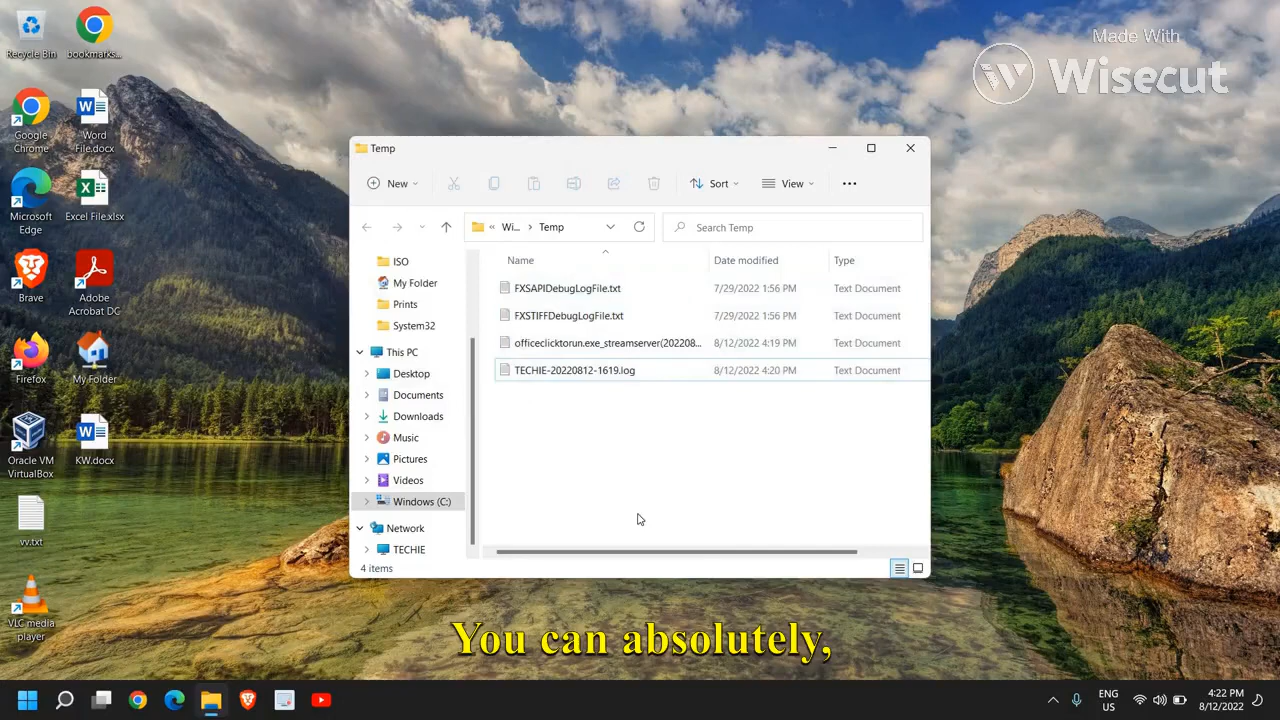 Recycle Bin
bookmarks...
Google Chrome
Word File.docx
Microsoft Edge
Excel File.xlsx
Brave
Adobe Acrobat DC
Firefox
My Folder
Oracle VM VirtualBox
KW.docx
vv.txt
VLC media player
Made With
Wisecut
Temp
New
Sort
View
« Wi... > Temp
Search Temp
ISO
My Folder
Prints
System32
This PC
Desktop
Documents
Downloads
Music
Pictures
Videos
Windows (C:)
Network
TECHIE
Name Date modified Type
FXSAPIDebugLogFile.txt 7/29/2022 1:56 PM Text Document
FXSTIFFDebugLogFile.txt 7/29/2022 1:56 PM Text Document
officeclicktorun.exe_streamserver(202208... 8/12/2022 4:19 PM Text Document
TECHIE-20220812-1619.log 8/12/2022 4:20 PM Text Document
4 items
You can absolutely,
ENG US
4:22 PM
8/12/2022